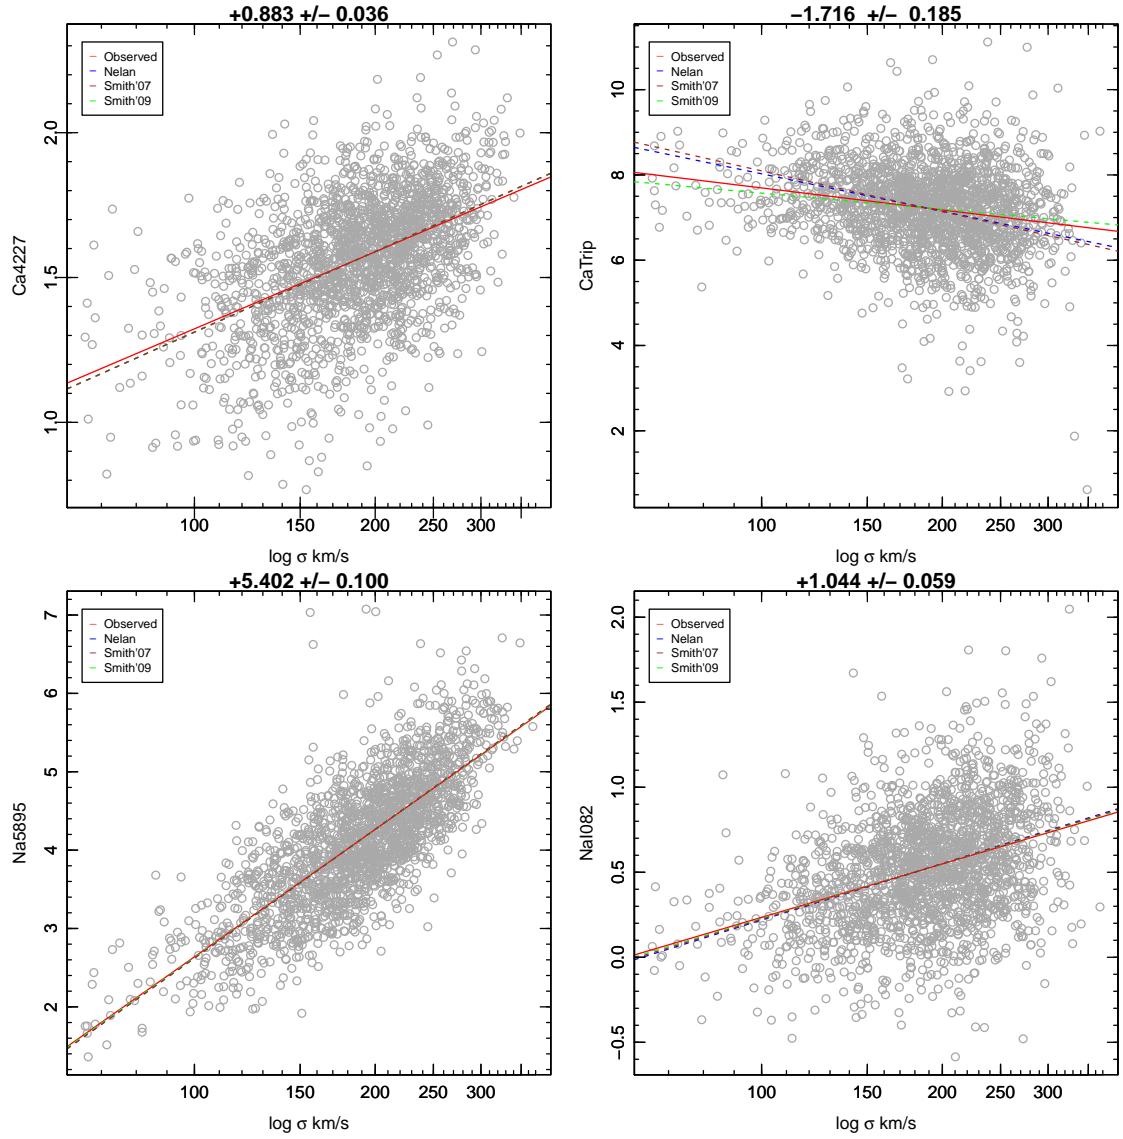 +0.883 +/− 0.036
Observed
Nelan
Smith'07
Smith'09
Ca4227
2.0
1.5
1.0
100
150
200
250
300
log σ km/s
−1.716 +/− 0.185
Observed
Nelan
Smith'07
Smith'09
CaTrip
10
8
6
4
2
100
150
200
250
300
log σ km/s
+5.402 +/− 0.100
Observed
Nelan
Smith'07
Smith'09
Na5895
7
6
5
4
3
2
100
150
200
250
300
log σ km/s
+1.044 +/− 0.059
Observed
Nelan
Smith'07
Smith'09
NaI082
2.0
1.5
1.0
0.5
0.0
−0.5
100
150
200
250
300
log σ km/s